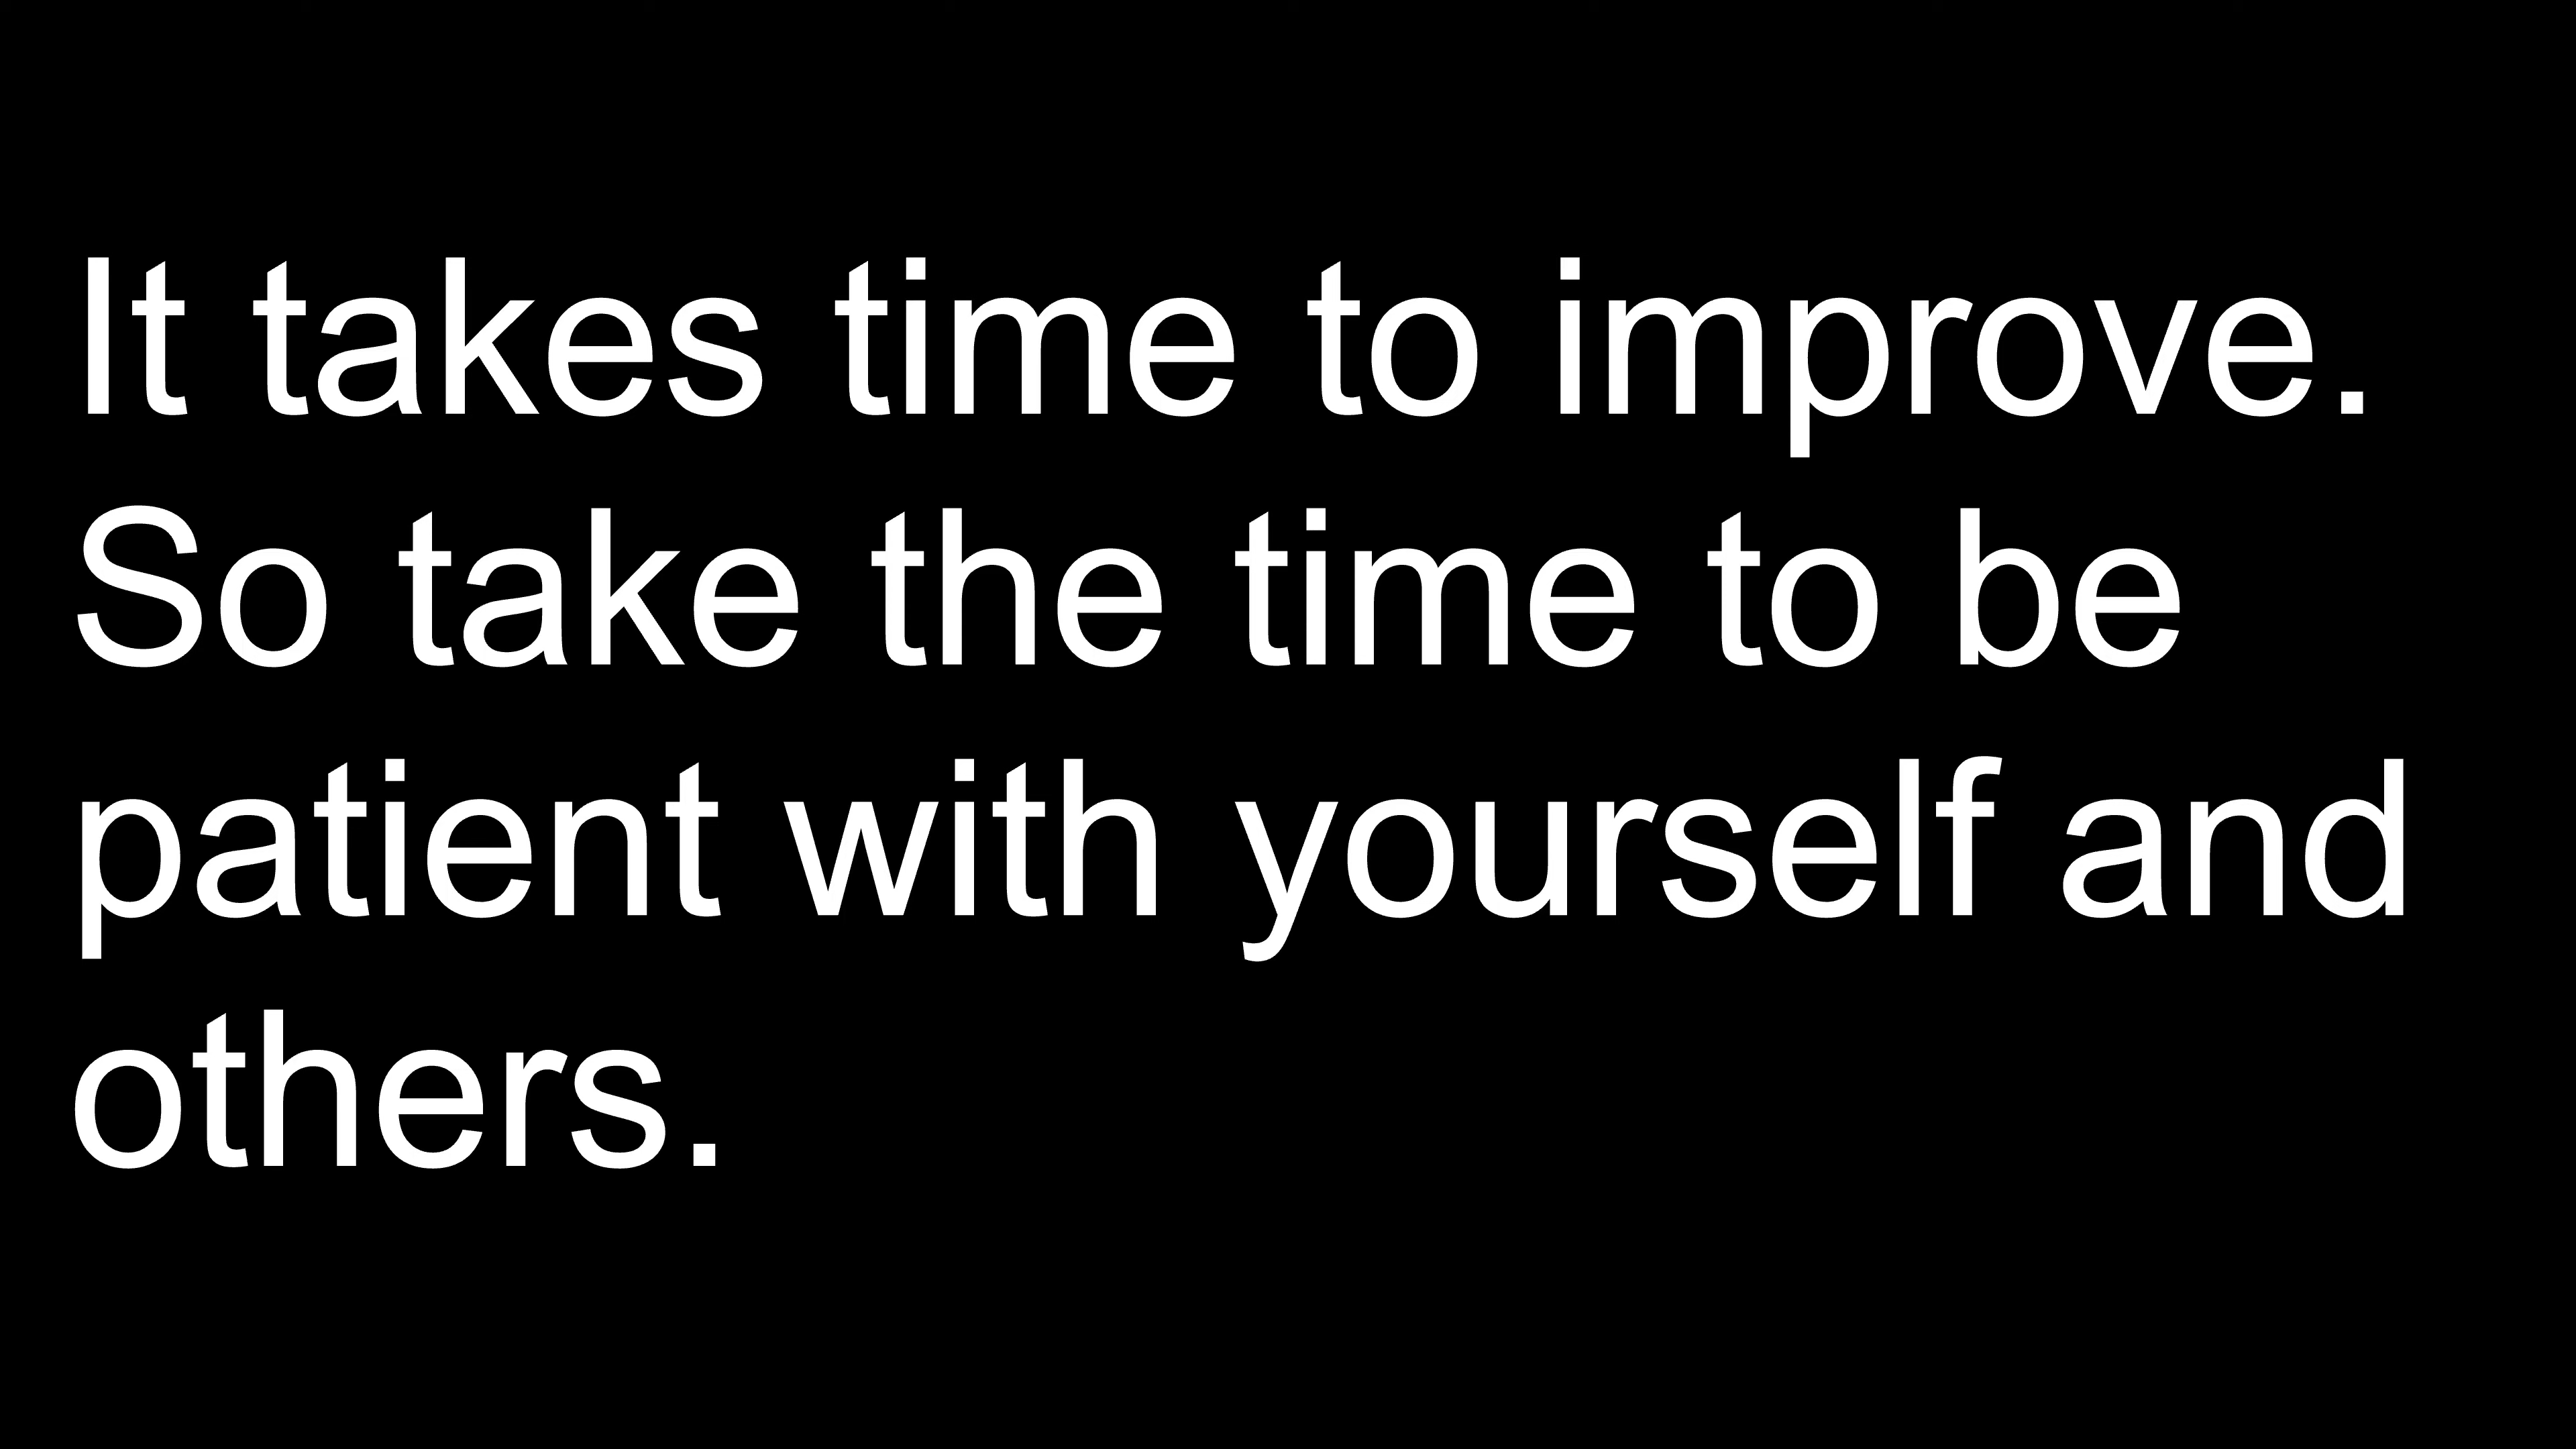 It takes time to improve.
So take the time to be
patient with yourself and
others.